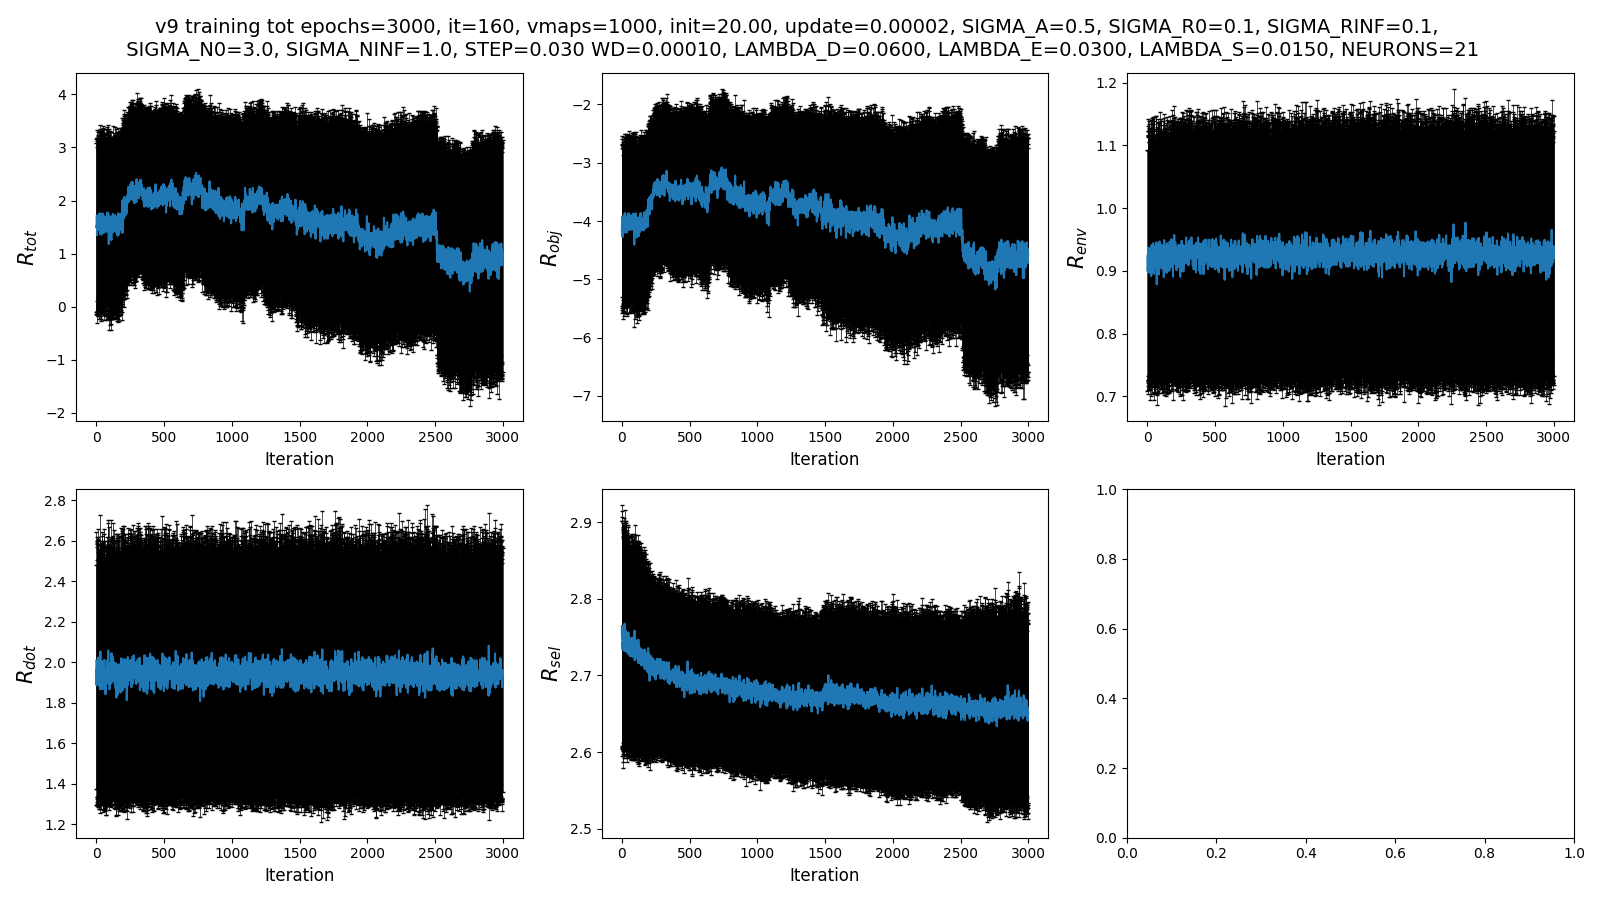 v9 training tot epochs=3000, it=160, vmaps=1000, init=20.00, update=0.00002, SIGMA_A=0.5, SIGMA_R0=0.1, SIGMA_RINF=0.1,
SIGMA_N0=3.0, SIGMA_NINF=1.0, STEP=0.030 WD=0.00010, LAMBDA_D=0.0600, LAMBDA_E=0.0300, LAMBDA_S=0.0150, NEURONS=21
R_tot
4
3
2
1
0
−1
−2
0 500 1000 1500 2000 2500 3000
Iteration
R_obj
−2
−3
−4
−5
−6
−7
0 500 1000 1500 2000 2500 3000
Iteration
R_env
1.2
1.1
1.0
0.9
0.8
0.7
0 500 1000 1500 2000 2500 3000
Iteration
R_dot
2.8
2.6
2.4
2.2
2.0
1.8
1.6
1.4
1.2
0 500 1000 1500 2000 2500 3000
Iteration
R_sel
2.9
2.8
2.7
2.6
2.5
0 500 1000 1500 2000 2500 3000
Iteration
1.0
0.8
0.6
0.4
0.2
0.0
0.0 0.2 0.4 0.6 0.8 1.0